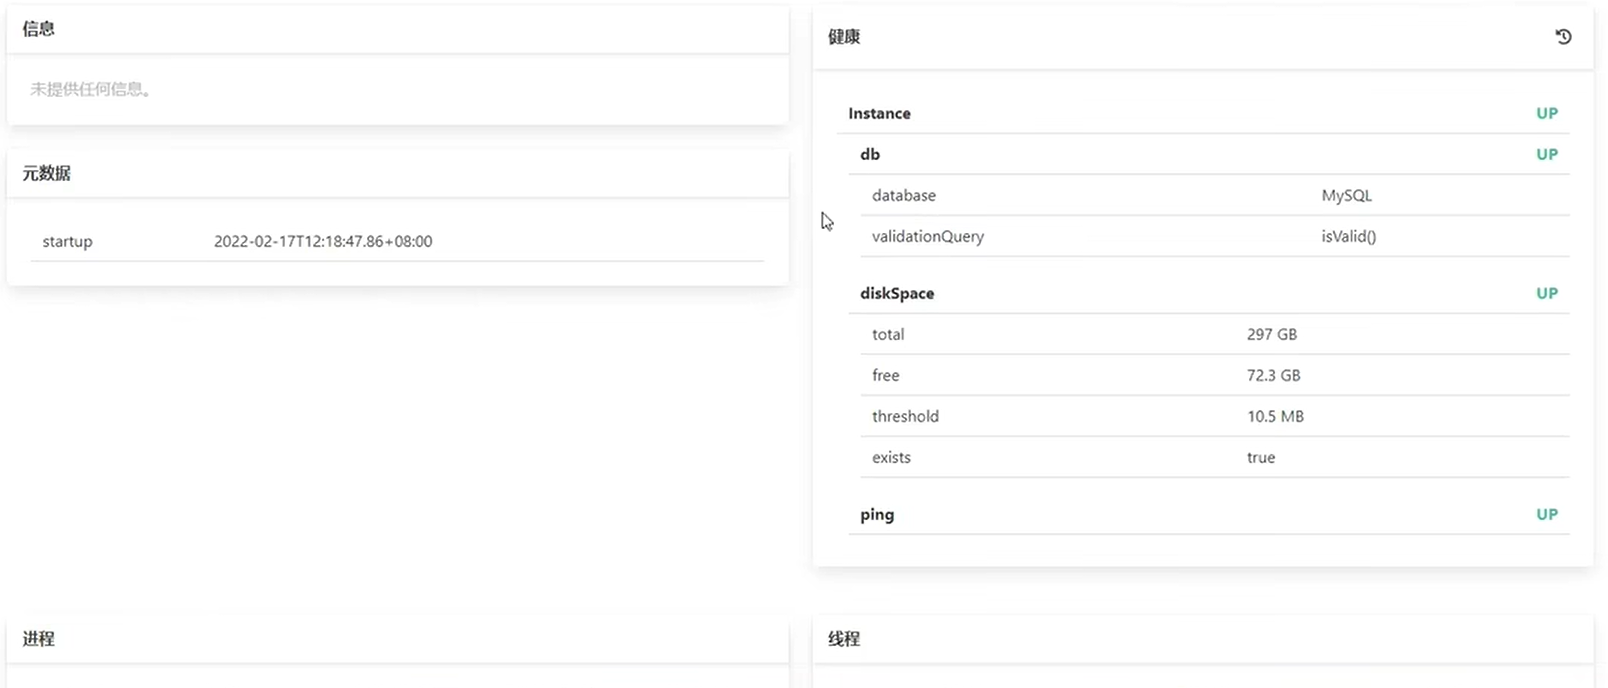 信息
未提供任何信息。
元数据
startup 2022-02-17T12:18:47.86+08:00
健康
Instance UP
db UP
database MySQL
validationQuery isValid()
diskSpace UP
total 297 GB
free 72.3 GB
threshold 10.5 MB
exists true
ping UP
进程
线程